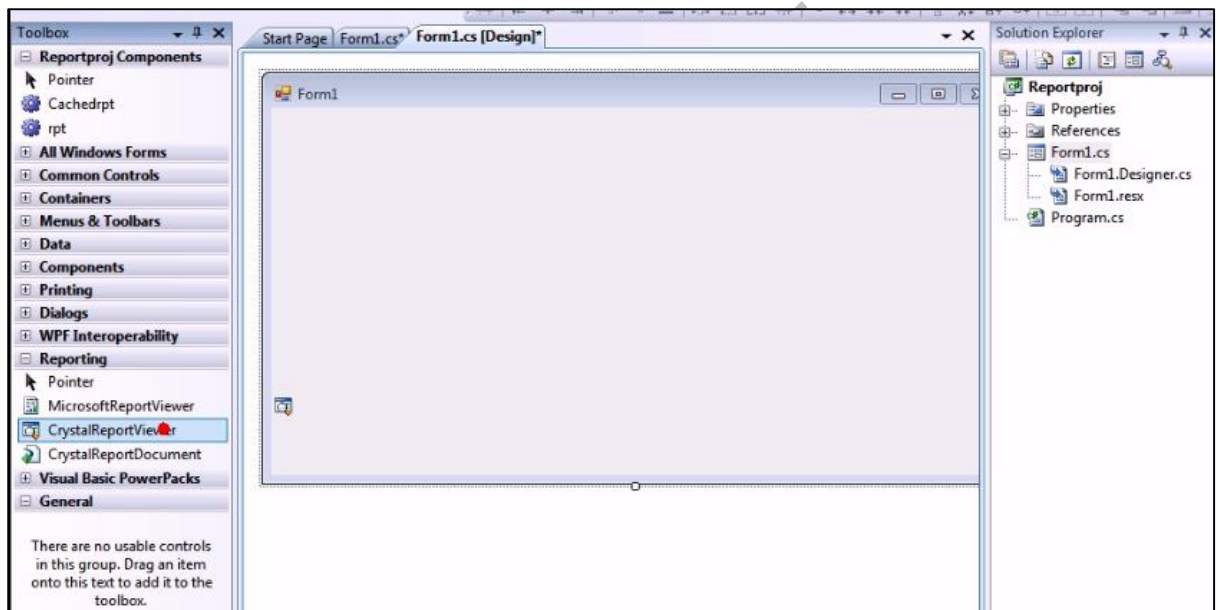 Toolbox
Reportproj Components
Pointer
Cachedrpt
rpt
All Windows Forms
Common Controls
Containers
Menus & Toolbars
Data
Components
Printing
Dialogs
WPF Interoperability
Reporting
Pointer
MicrosoftReportViewer
CrystalReportViewer
CrystalReportDocument
Visual Basic PowerPacks
General
There are no usable controls
in this group. Drag an item
onto this text to add it to the
toolbox.
Start Page Form1.cs* Form1.cs [Design]*
Form1
Solution Explorer
Reportproj
Properties
References
Form1.cs
Form1.Designer.cs
Form1.resx
Program.cs